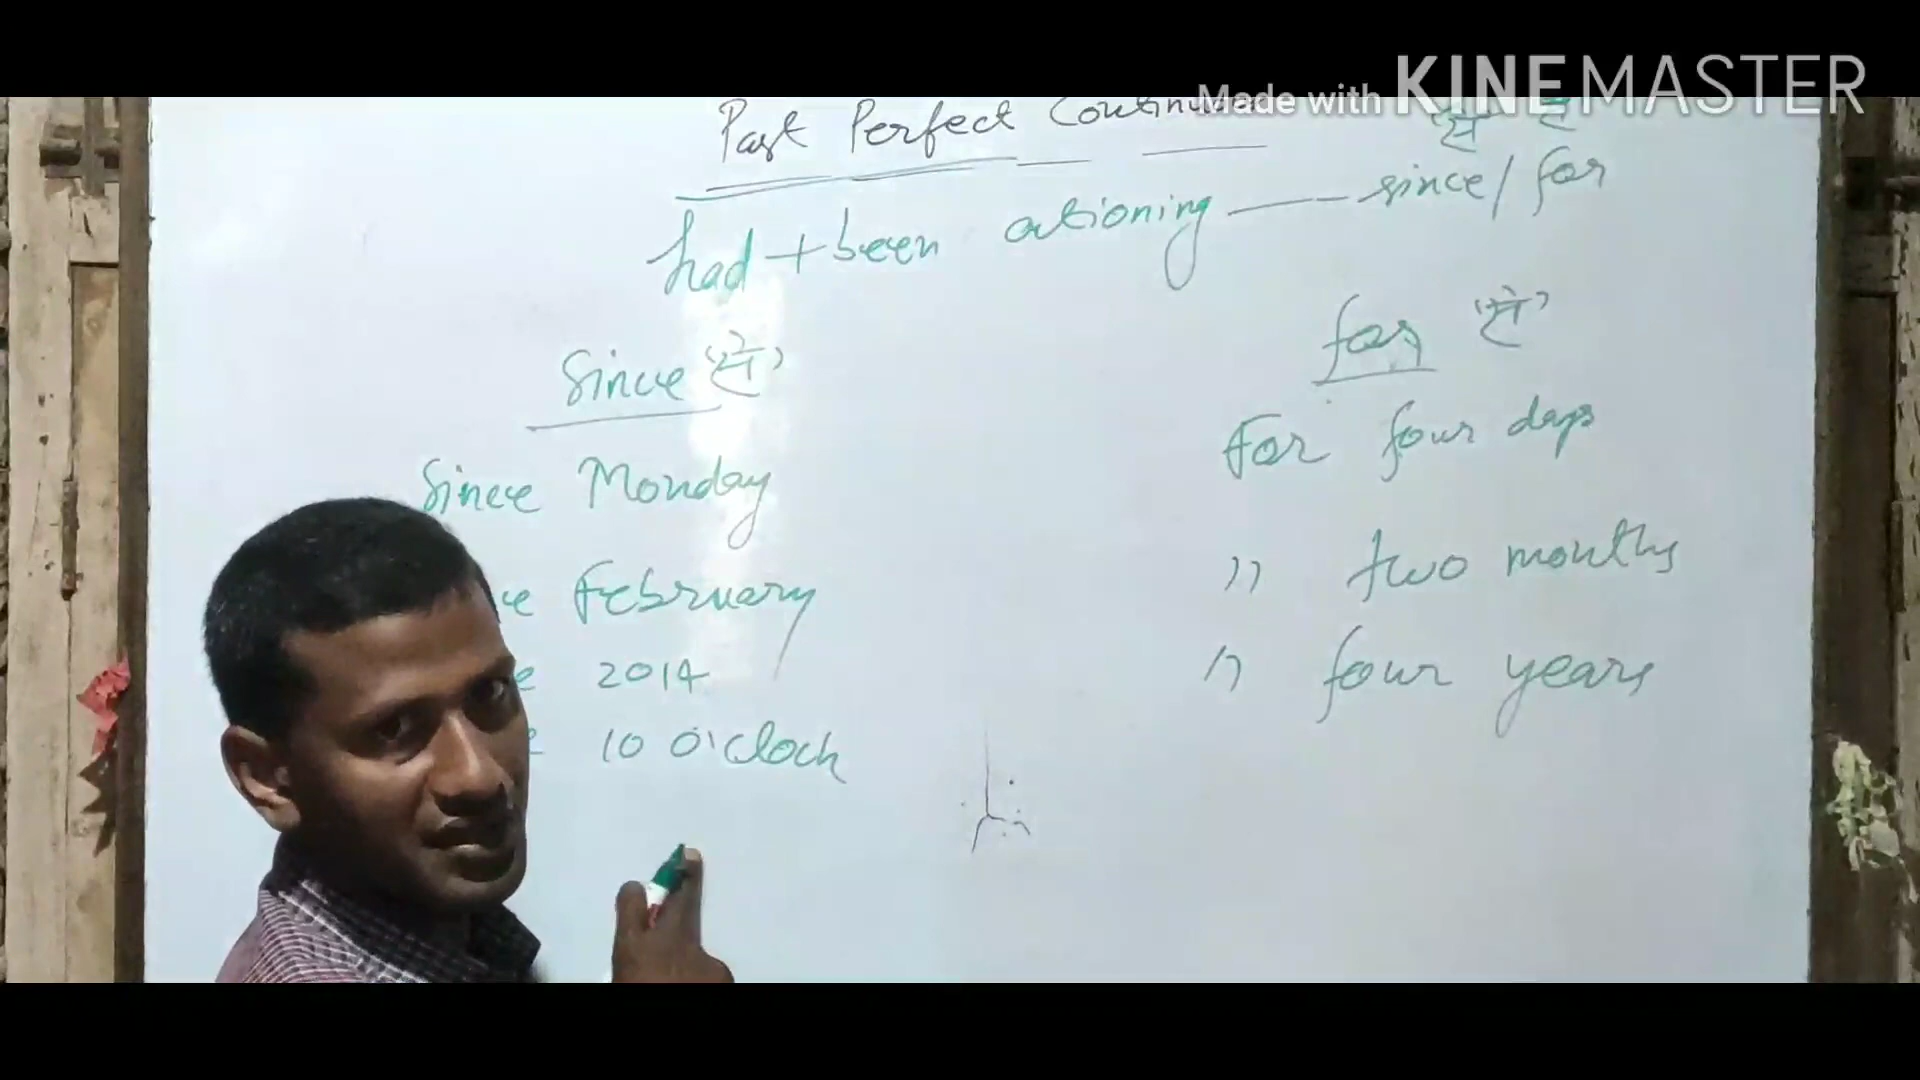 Made with KINEMASTER
Past Perfect Continuous
had + been actioning —— since / for
Since 'से'
Since Monday
February
2014
10 O'clock
for 'से'
For four days
" two months
" four years